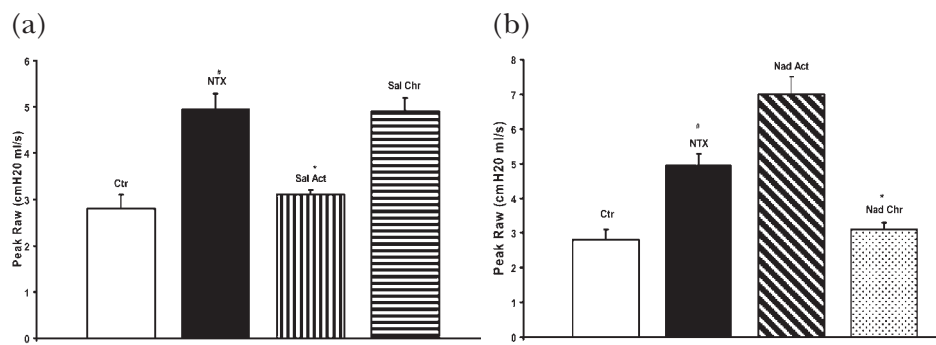 (a)
Peak Raw (cmH20 ml/s)
6
5
4
3
2
1
0
Ctr
#
NTX
*
Sal Act
Sal Chr
(b)
Peak Raw (cmH20 ml/s)
8
7
6
5
4
3
2
1
0
Ctr
#
NTX
Nad Act
*
Nad Chr